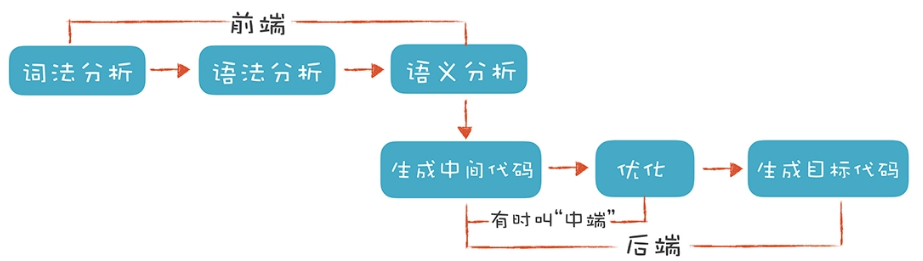 前端
词法分析
语法分析
语义分析
生成中间代码
优化
生成目标代码
有时叫“中端”
后端